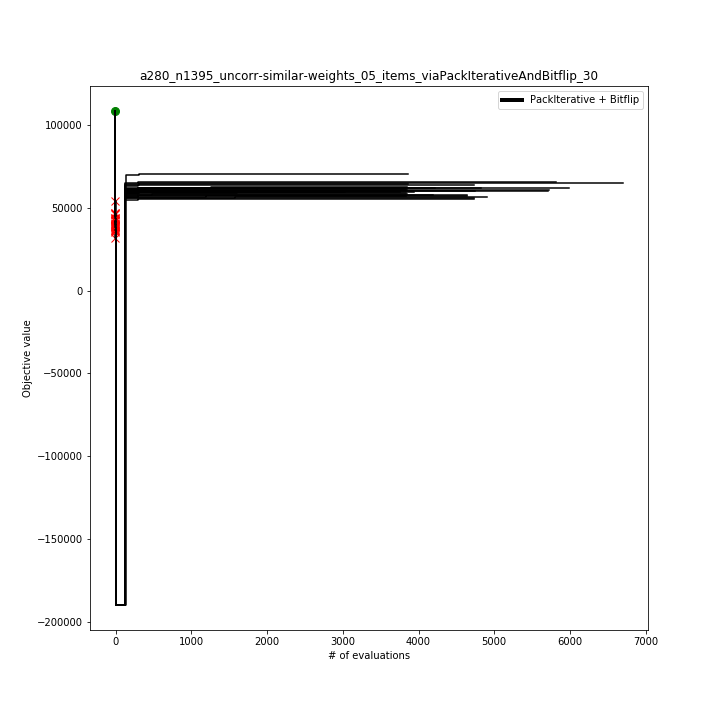 a280_n1395_uncorr-similar-weights_05_items_viaPackIterativeAndBitflip_30
PackIterative + Bitflip
100000
50000
0
−50000
−100000
−150000
−200000
Objective value
0 1000 2000 3000 4000 5000 6000 7000
# of evaluations